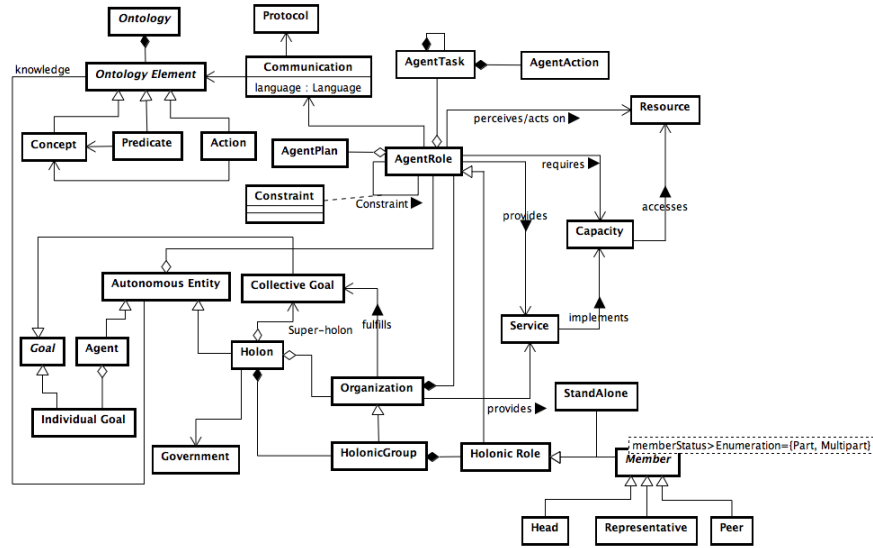 Ontology
Protocol
knowledge
Ontology Element
Communication
language : Language
AgentTask
AgentAction
Resource
perceives/acts on ▶
Concept
Predicate
Action
AgentPlan
AgentRole
requires ▶
Constraint
Constraint ▶
provides
accesses
Capacity
Autonomous Entity
Collective Goal
Super-holon
fulfills
Service
implements
Goal
Agent
Holon
Organization
StandAlone
provides ▶
Individual Goal
Government
HolonicGroup
Holonic Role
memberStatus>Enumeration={Part, Multipart}
Member
Head
Representative
Peer